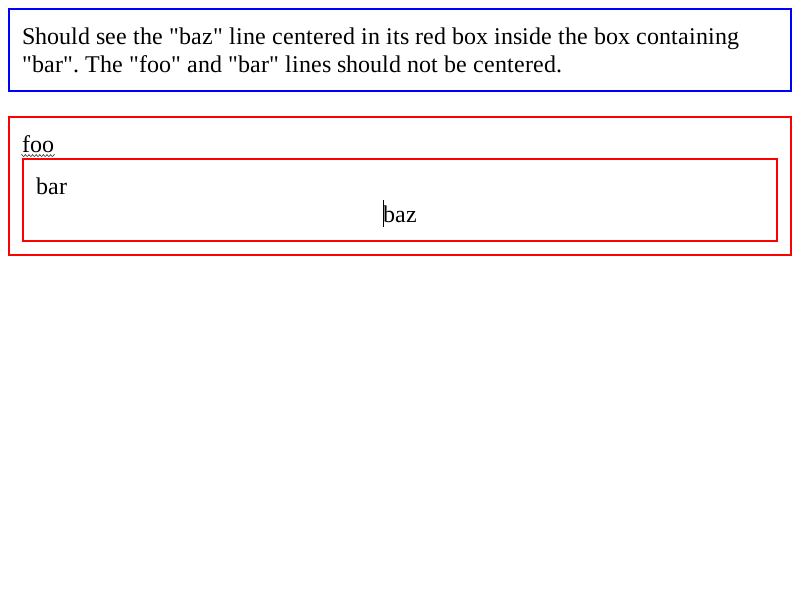 Should see the "baz" line centered in its red box inside the box containing
"bar". The "foo" and "bar" lines should not be centered.
foo
bar
baz